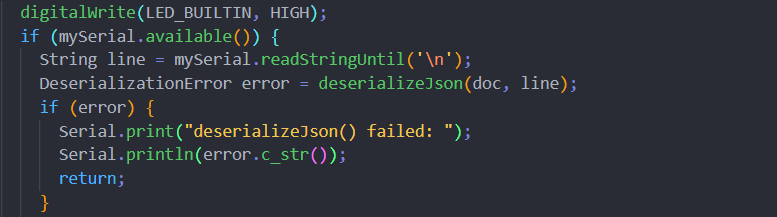 digitalWrite(LED_BUILTIN, HIGH);
if (mySerial.available()) {
  String line = mySerial.readStringUntil('\n');
  DeserializationError error = deserializeJson(doc, line);
  if (error) {
    Serial.print("deserializeJson() failed: ");
    Serial.println(error.c_str());
    return;
  }